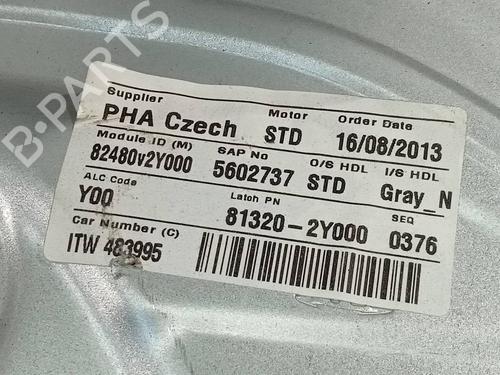 Supplier Motor Order Date
PHA Czech STD 16/08/2013
Module ID (M) SAP No O/S HDL I/S HDL
82480v2Y000 5602737 STD Gray_N
ALC Code Latch PN SEQ
Y00 81320-2Y000 0376
Car Number (C)
ITW 483995
B-PARTS